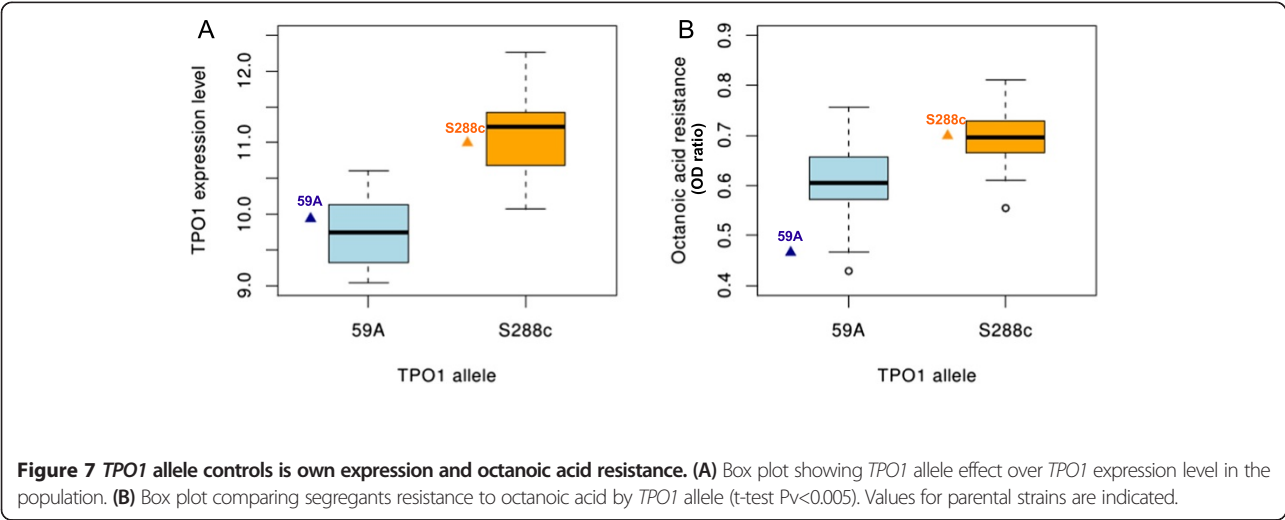 A
TPO1 expression level
12.0
11.0
10.0
9.0
59A
S288c
59A
S288c
TPO1 allele
B
Octanoic acid resistance
(OD ratio)
0.9
0.8
0.7
0.6
0.5
0.4
59A
S288c
59A
S288c
TPO1 allele
Figure 7 TPO1 allele controls is own expression and octanoic acid resistance. (A) Box plot showing TPO1 allele effect over TPO1 expression level in the
population. (B) Box plot comparing segregants resistance to octanoic acid by TPO1 allele (t-test Pv<0.005). Values for parental strains are indicated.